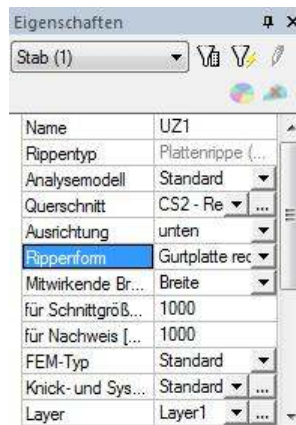 Eigenschaften
Stab (1)
Name UZ1
Rippentyp Plattenrippe (...
Analysemodell Standard
Querschnitt CS2 - Re ...
Ausrichtung unten
Rippenform Gurtplatte rec
Mitwirkende Br... Breite
für Schnittgröß... 1000
für Nachweis [... 1000
FEM-Typ Standard
Knick- und Sys... Standard ...
Layer Layer1 ...